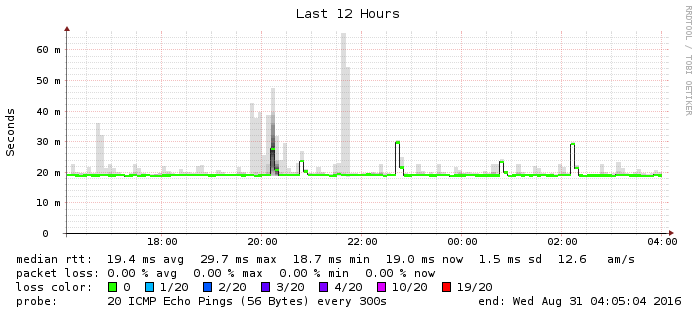 Last 12 Hours
RRDTOOL / TOBI OETIKER
Seconds
60 m
50 m
40 m
30 m
20 m
10 m
0
18:00 20:00 22:00 00:00 02:00 04:00
median rtt: 19.4 ms avg 29.7 ms max 18.7 ms min 19.0 ms now 1.5 ms sd 12.6 am/s
packet loss: 0.00 % avg 0.00 % max 0.00 % min 0.00 % now
loss color: 0 1/20 2/20 3/20 4/20 10/20 19/20
probe: 20 ICMP Echo Pings (56 Bytes) every 300s end: Wed Aug 31 04:05:04 2016